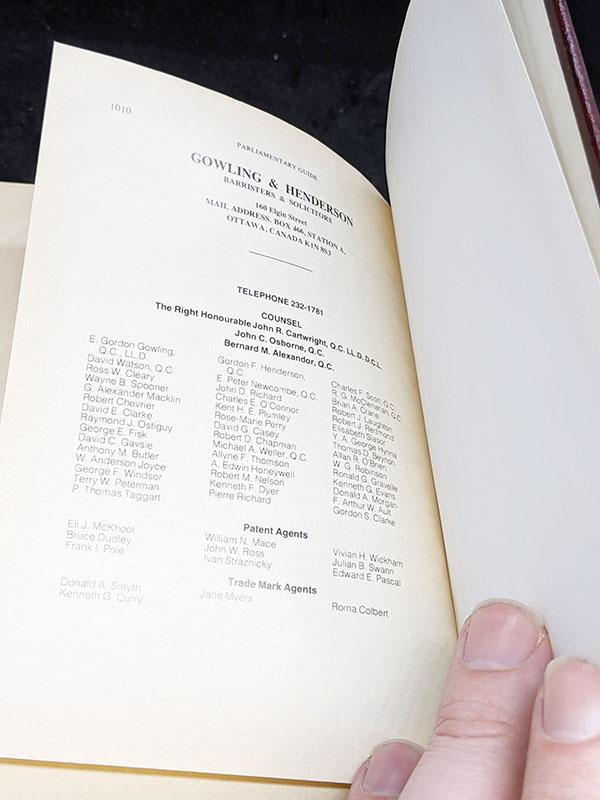 1010
PARLIAMENTARY GUIDE
GOWLING & HENDERSON
BARRISTERS & SOLICITORS
160 Elgin Street
MAIL ADDRESS: BOX 466, STATION A,
OTTAWA, CANADA K1N 8S3
TELEPHONE 232-1781
COUNSEL
The Right Honourable John R. Cartwright, Q.C. LL.D, D.C.L.
John C. Osborne, Q.C.
Bernard M. Alexandor, Q.C.
E. Gordon Gowling,
Q.C., LL.D.
David Watson, Q.C.
Ross W. Cleary
Wayne B. Spooner
G. Alexander Macklin
Robert Chevrier
David E. Clarke
Raymond J. Ostiguy
George E. Fisk
David C. Gavsie
Anthony M. Butler
W. Anderson Joyce
George F. Windsor
Terry W. Peterman
P. Thomas Taggart
Gordon F. Henderson,
Q.C.
E. Peter Newcombe, Q.C.
John D. Richard
Charles E. O'Connor
Kent H. E. Plumley
Rose-Marie Perry
David G. Casey
Robert D. Chapman
Michael A. Weller, Q.C.
Allyne F. Thomson
A. Edwin Honeywell
Robert M. Nelson
Kenneth F. Dyer
Pierre Richard
Charles F. Scott, Q.C.
R. G. McClenahan, Q.C
Brian A. Crane
Robert J. Laughton
Robert J. Redmond
Elisabeth Slasor
Y. A. George Hynna
Thomas D. Beynon
Allan R. O'Brien
W. G. Robinson
Ronald G. Gravelle
Kenneth G. Evans
Donald A. Morgan
F. Arthur W. Ault
Gordon S. Clarke
Patent Agents
Eli J. McKhool
Bruce Dudley
Frank I. Pole
William N. Mace
John W. Ross
Ivan Straznicky
Vivian H. Wickham
Julian B. Swann
Edward E. Pascal
Trade Mark Agents
Donald A. Smyth
Kenneth G. Curry
Jane Myers
Roma Colbert